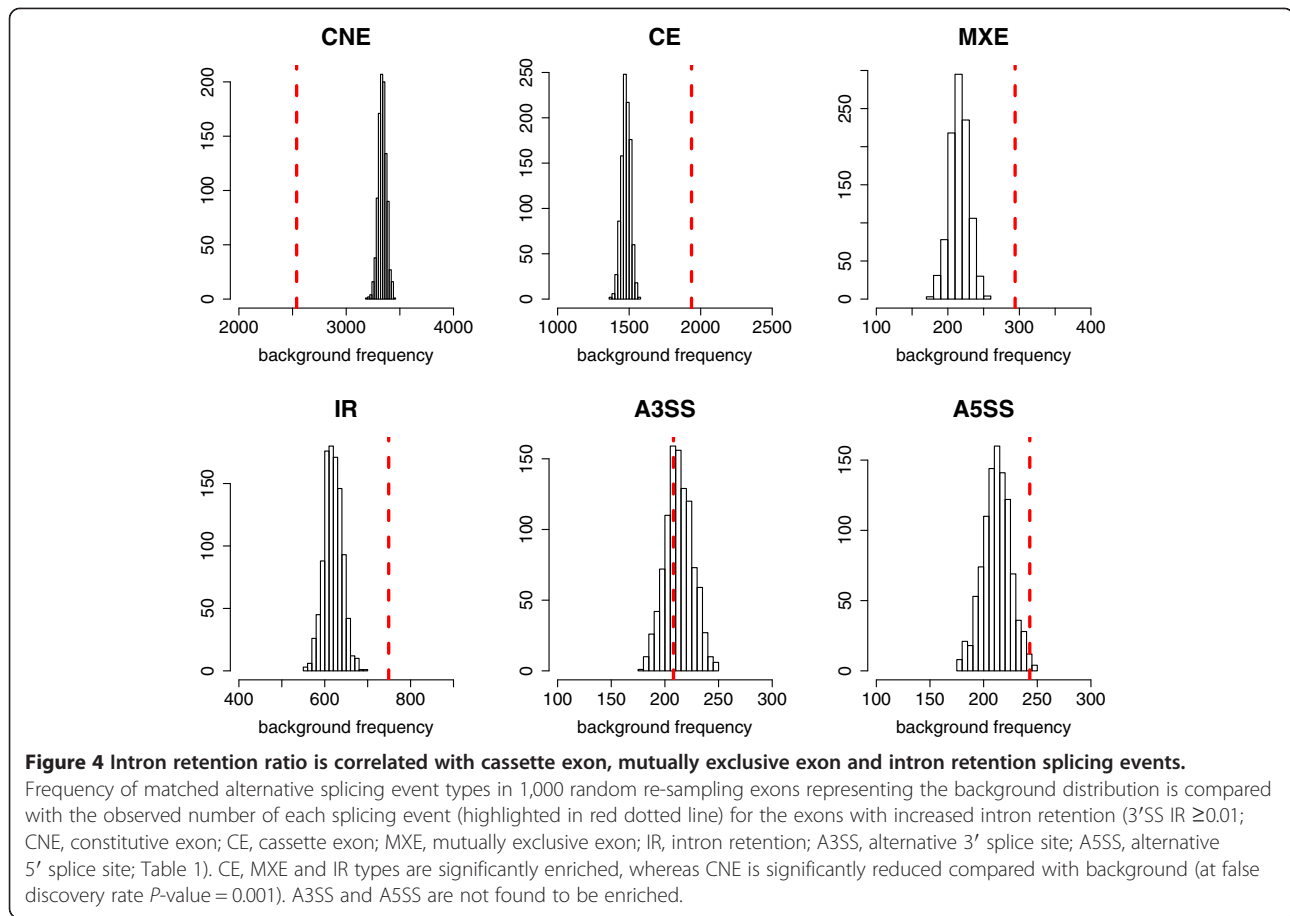 CNE
CE
MXE
200
150
100
50
0
2000
3000
4000
background frequency
250
200
150
100
50
0
1000
1500
2000
2500
background frequency
250
150
50
0
100
200
300
400
background frequency
IR
A3SS
A5SS
150
100
50
0
400
600
800
background frequency
150
100
50
0
100
150
200
250
300
background frequency
150
100
50
0
100
150
200
250
300
background frequency
Figure 4 Intron retention ratio is correlated with cassette exon, mutually exclusive exon and intron retention splicing events.
Frequency of matched alternative splicing event types in 1,000 random re-sampling exons representing the background distribution is compared
with the observed number of each splicing event (highlighted in red dotted line) for the exons with increased intron retention (3′SS IR ≥0.01;
CNE, constitutive exon; CE, cassette exon; MXE, mutually exclusive exon; IR, intron retention; A3SS, alternative 3′ splice site; A5SS, alternative
5′ splice site; Table 1). CE, MXE and IR types are significantly enriched, whereas CNE is significantly reduced compared with background (at false
discovery rate P-value = 0.001). A3SS and A5SS are not found to be enriched.